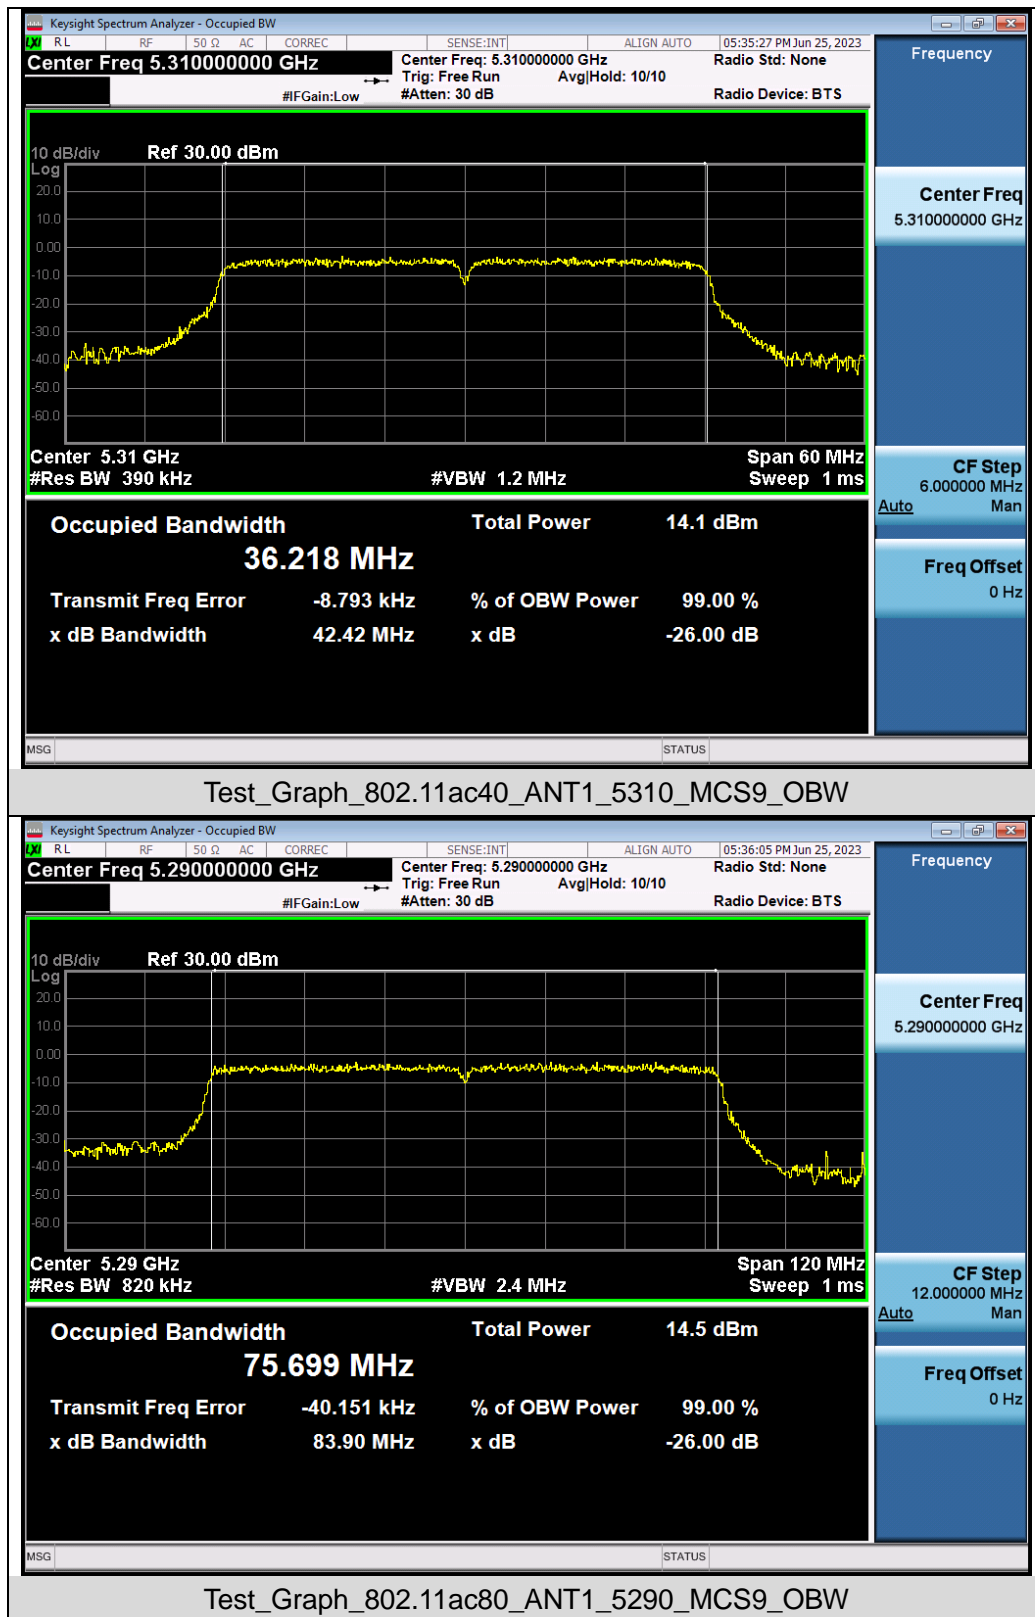 Keysight Spectrum Analyzer - Occupied BW
LXI RL RF 50 Ω AC CORREC SENSE:INT ALIGN AUTO 05:35:27 PM Jun 25, 2023
Center Freq 5.310000000 GHz
Center Freq: 5.310000000 GHz Radio Std: None
Trig: Free Run Avg|Hold: 10/10
#IFGain:Low #Atten: 30 dB Radio Device: BTS
Frequency
10 dB/div Ref 30.00 dBm
Log
20.0
10.0
0.00
-10.0
-20.0
-30.0
-40.0
-50.0
-60.0
Center 5.31 GHz Span 60 MHz
#Res BW 390 kHz #VBW 1.2 MHz Sweep 1 ms
Center Freq
5.310000000 GHz
CF Step
6.000000 MHz
Auto Man
Freq Offset
0 Hz
Occupied Bandwidth Total Power 14.1 dBm
36.218 MHz
Transmit Freq Error -8.793 kHz % of OBW Power 99.00 %
x dB Bandwidth 42.42 MHz x dB -26.00 dB
MSG STATUS
Test_Graph_802.11ac40_ANT1_5310_MCS9_OBW
Keysight Spectrum Analyzer - Occupied BW
LXI RL RF 50 Ω AC CORREC SENSE:INT ALIGN AUTO 05:36:05 PM Jun 25, 2023
Center Freq 5.290000000 GHz
Center Freq: 5.290000000 GHz Radio Std: None
Trig: Free Run Avg|Hold: 10/10
#IFGain:Low #Atten: 30 dB Radio Device: BTS
Frequency
10 dB/div Ref 30.00 dBm
Log
20.0
10.0
0.00
-10.0
-20.0
-30.0
-40.0
-50.0
-60.0
Center 5.29 GHz Span 120 MHz
#Res BW 820 kHz #VBW 2.4 MHz Sweep 1 ms
Center Freq
5.290000000 GHz
CF Step
12.000000 MHz
Auto Man
Freq Offset
0 Hz
Occupied Bandwidth Total Power 14.5 dBm
75.699 MHz
Transmit Freq Error -40.151 kHz % of OBW Power 99.00 %
x dB Bandwidth 83.90 MHz x dB -26.00 dB
MSG STATUS
Test_Graph_802.11ac80_ANT1_5290_MCS9_OBW